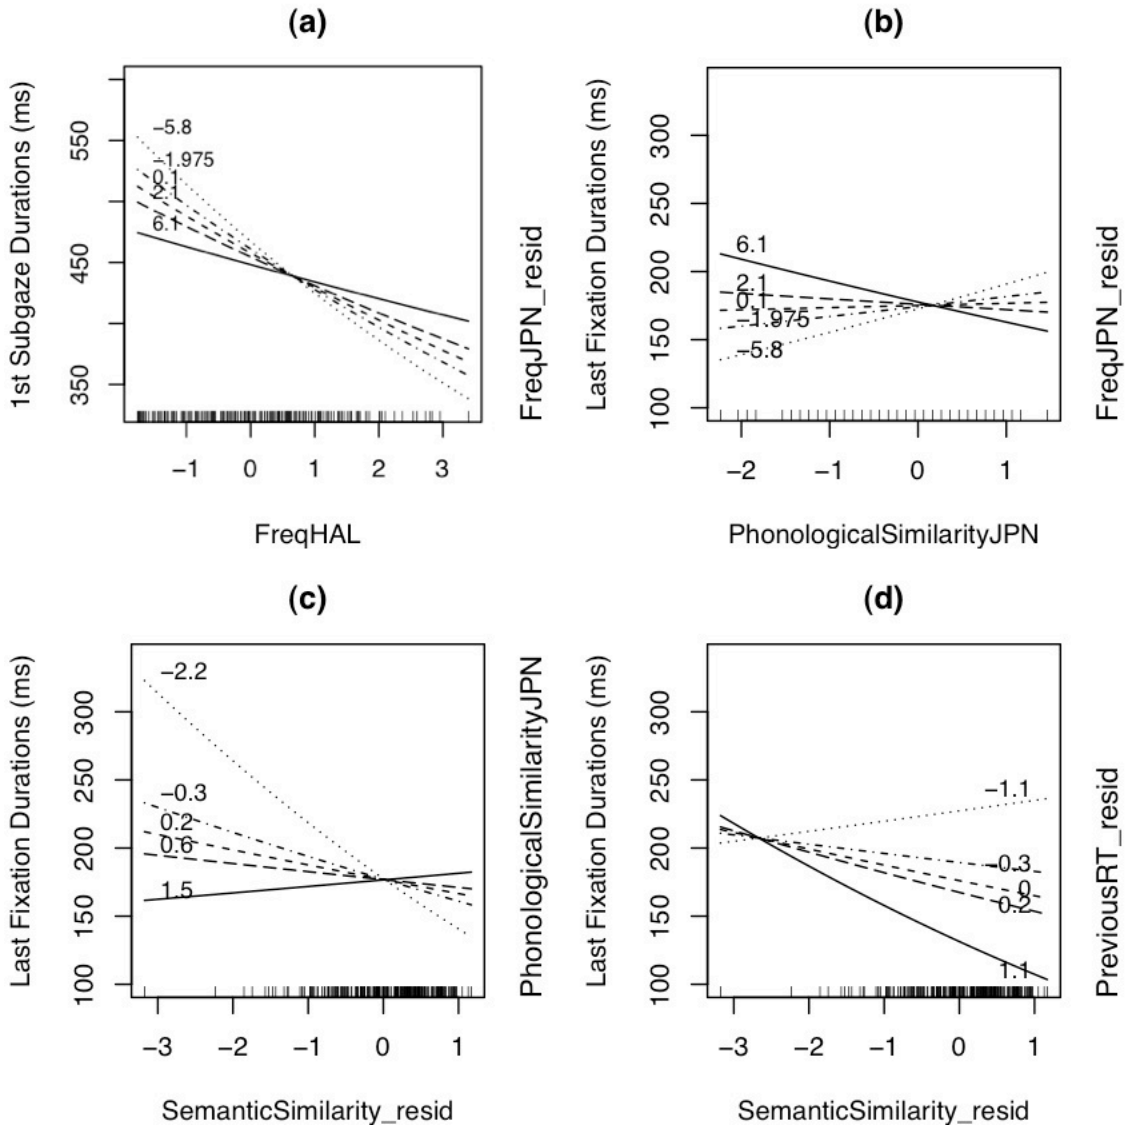 (a)
1st Subgaze Durations (ms)
550
450
350
−5.8
−1.975
0.1
2.1
6.1
−1 0 1 2 3
FreqHAL
FreqJPN_resid
(b)
Last Fixation Durations (ms)
300
250
200
150
100
6.1
2.1
0.1
−1.975
−5.8
−2 −1 0 1
PhonologicalSimilarityJPN
FreqJPN_resid
(c)
Last Fixation Durations (ms)
300
250
200
150
100
−2.2
−0.3
0.2
0.6
1.5
−3 −2 −1 0 1
SemanticSimilarity_resid
PhonologicalSimilarityJPN
(d)
Last Fixation Durations (ms)
300
250
200
150
100
−1.1
−0.3
0
0.2
1.1
−3 −2 −1 0 1
SemanticSimilarity_resid
PreviousRT_resid